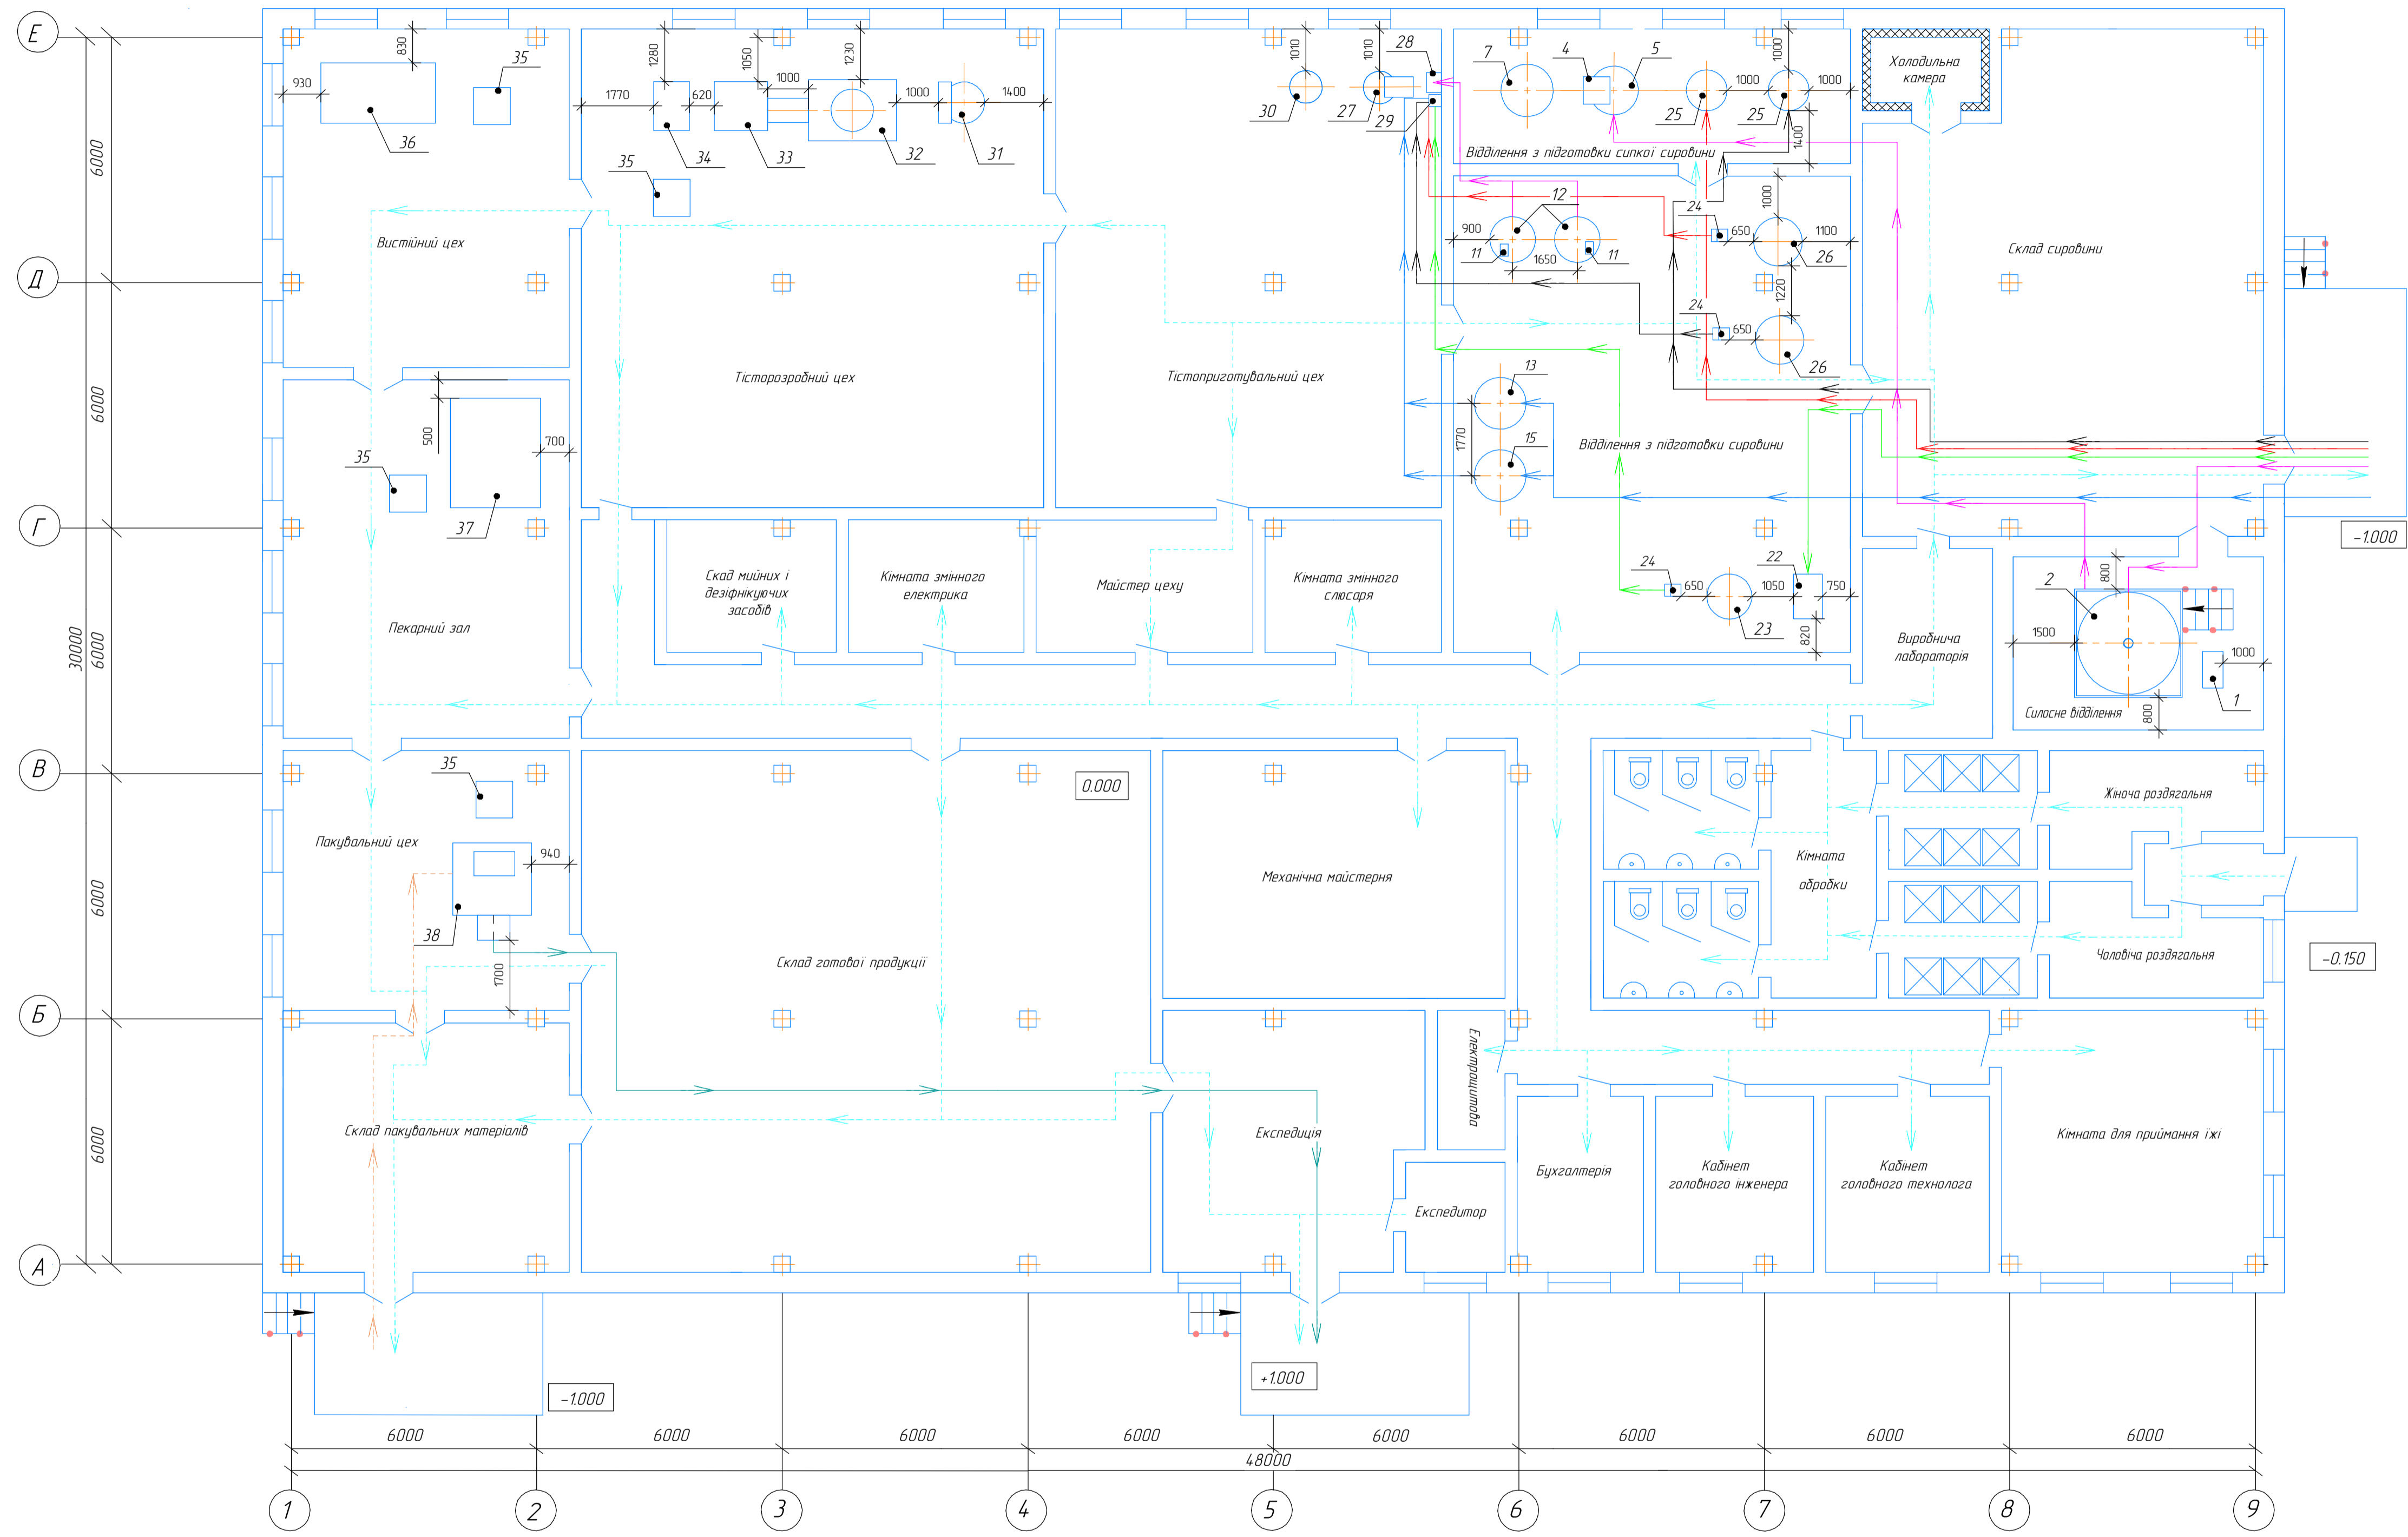 Е
Д
Г
В
Б
А
6000
6000
6000
6000
6000
30000
830
930
36
35
1280
1050
1230
1770
620
1000
1000
1400
34
33
32
31
35
1010
1010
30
27
28
29
7
4
5
25
25
1000
1000
1000
1400
Відділення з підготовки сипкої сировини
Холодильна
камера
Вистійний цех
12
900
11
11
1650
24
650
1000
1100
26
1220
24
650
26
Склад сировини
Тісторозробний цех
Тістоприготувальний цех
13
15
1770
Відділення з підготовки сировини
500
700
35
37
-1.000
Скад мийних і
дезіфнікуючих
засобів
Кімната змінного
електрика
Майстер цеху
Кімната змінного
слюсаря
24
650
1050
22
750
23
820
Пекарний зал
Виробнича
лабораторія
2
800
1500
1000
1
800
Силосне відділення
35
0.000
Пакувальний цех
940
38
1700
Склад готової продукції
Механічна майстерня
Кімната
обробки
Жіноча роздягальня
Чоловіча роздягальня
-0.150
Склад пакувальних матеріалів
Експедиція
Електрощитова
Експедитор
Бухгалтерія
Кабінет
головного інженера
Кабінет
головного технолога
Кімната для приймання їжі
-1.000
+1.000
6000
6000
6000
6000
6000
6000
6000
6000
48000
1
2
3
4
5
6
7
8
9